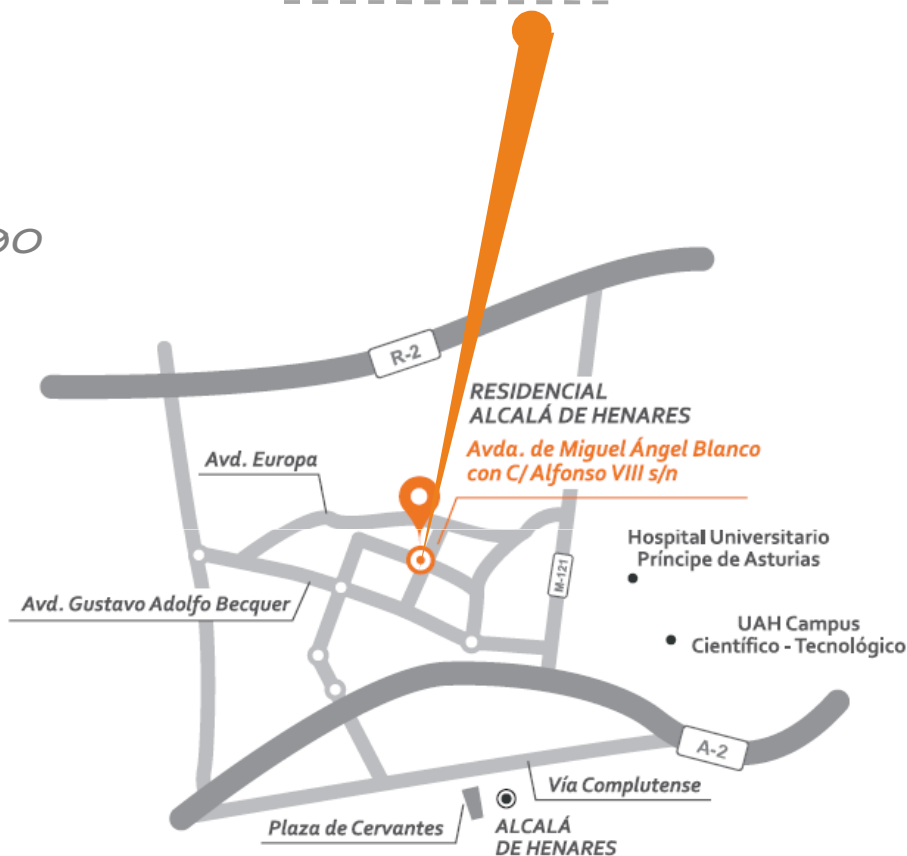 R-2
RESIDENCIAL
ALCALÁ DE HENARES
Avda. de Miguel Ángel Blanco
con C/ Alfonso VIII s/n
Avd. Europa
Hospital Universitario
Príncipe de Asturias
M-121
Avd. Gustavo Adolfo Becquer
UAH Campus
Científico - Tecnológico
A-2
Vía Complutense
Plaza de Cervantes
ALCALÁ
DE HENARES